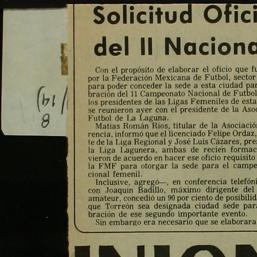 Solicitud Ofici
del II Naciona
Con el propósito de elaborar el oficio que fu
por la Federación Mexicana de Futbol, sector
para poder conceder la sede a esta ciudad par
bración del 11 Campeonato Nacional de Futbol
los presidentes de las Ligas Femeniles de esta
se reunieron ayer con el presidente de la Asoc
Futbol de La Laguna.
Matías Román Ríos, titular de la Asociació
rencia, informó que el licenciado Felipe Ordaz,
te de la Liga Regional y José Luis Cázares, pres
la Liga Lagunera, ambas de recién formac
vieron de acuerdo en hacer ese oficio requisito
la FMF para otorgar la sede para el campe
cional femenil.
Inclusive, agregó—, en conferencia telefón
con Joaquín Badillo, máximo dirigente del
amateur, concedió un 90 por ciento de posibilid
que Torreón sea designada ciudad sede par
bración de ese segundo importante evento.
Sin embargo era necesario que se elaborara